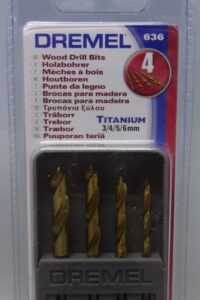 DREMEL
636
4
Wood Drill Bits
Holzbohrer
Mèches à bois
Houtboren
Punte da legno
Brocas para madera
Brocas para madeira
Τρυπάνια ξύλου
Träborr
Trebor
Træbor
Puuporan teriä
TITANIUM
3/4/5/6mm
DREMEL